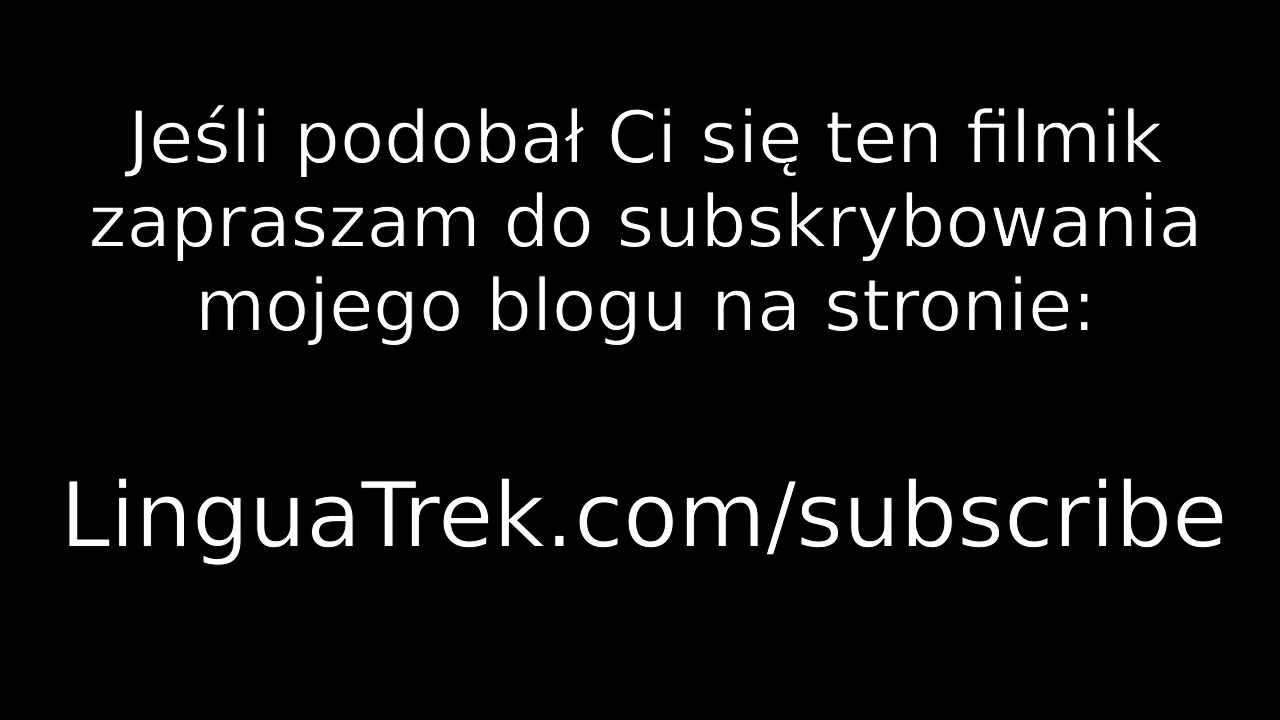 Jeśli podobał Ci się ten filmik
zapraszam do subskrybowania
mojego blogu na stronie:
LinguaTrek.com/subscribe